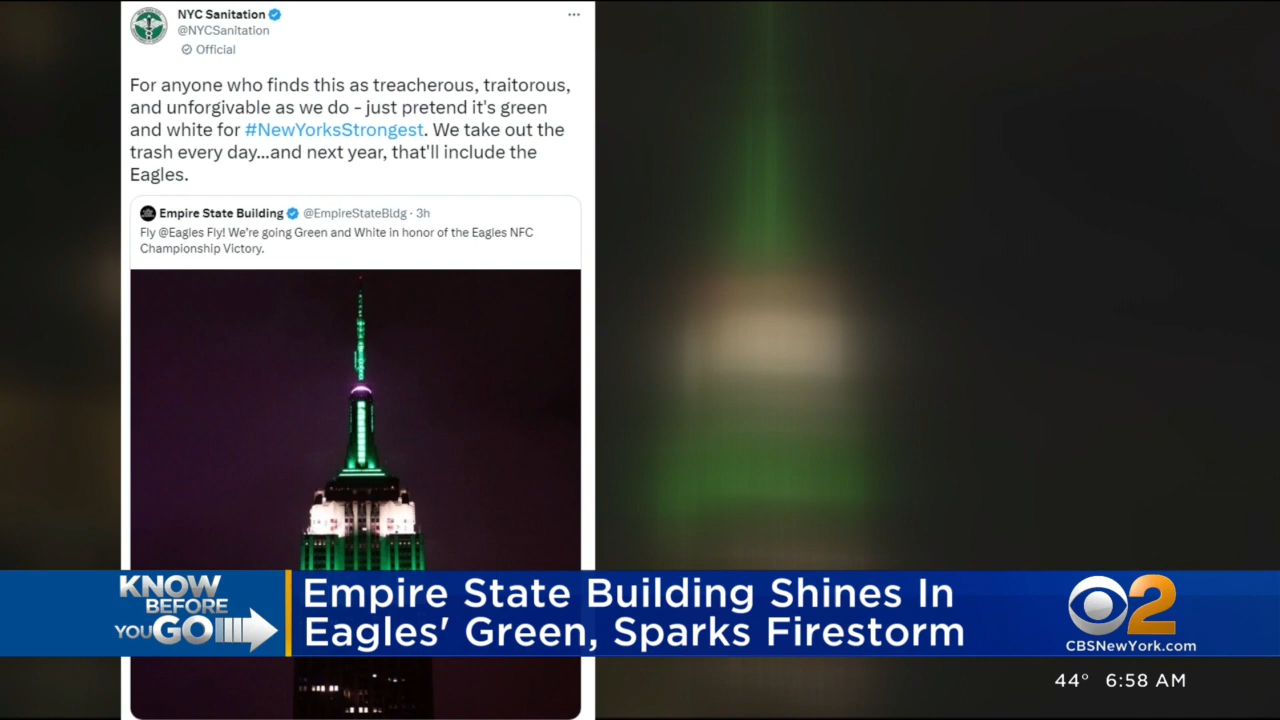 NYC Sanitation
@NYCSanitation
Official
For anyone who finds this as treacherous, traitorous,
and unforgivable as we do - just pretend it's green
and white for #NewYorksStrongest. We take out the
trash every day...and next year, that'll include the
Eagles.
Empire State Building @EmpireStateBldg · 3h
Fly @Eagles Fly! We're going Green and White in honor of the Eagles NFC
Championship Victory.
KNOW
BEFORE
YOU GO
Empire State Building Shines In
Eagles' Green, Sparks Firestorm
2
CBSNewYork.com
44° 6:58 AM